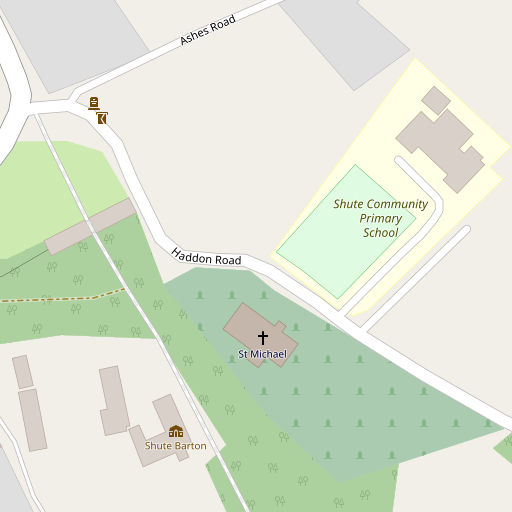 Ashes Road
Shute Community
Primary
School
Haddon Road
St Michael
Shute Barton